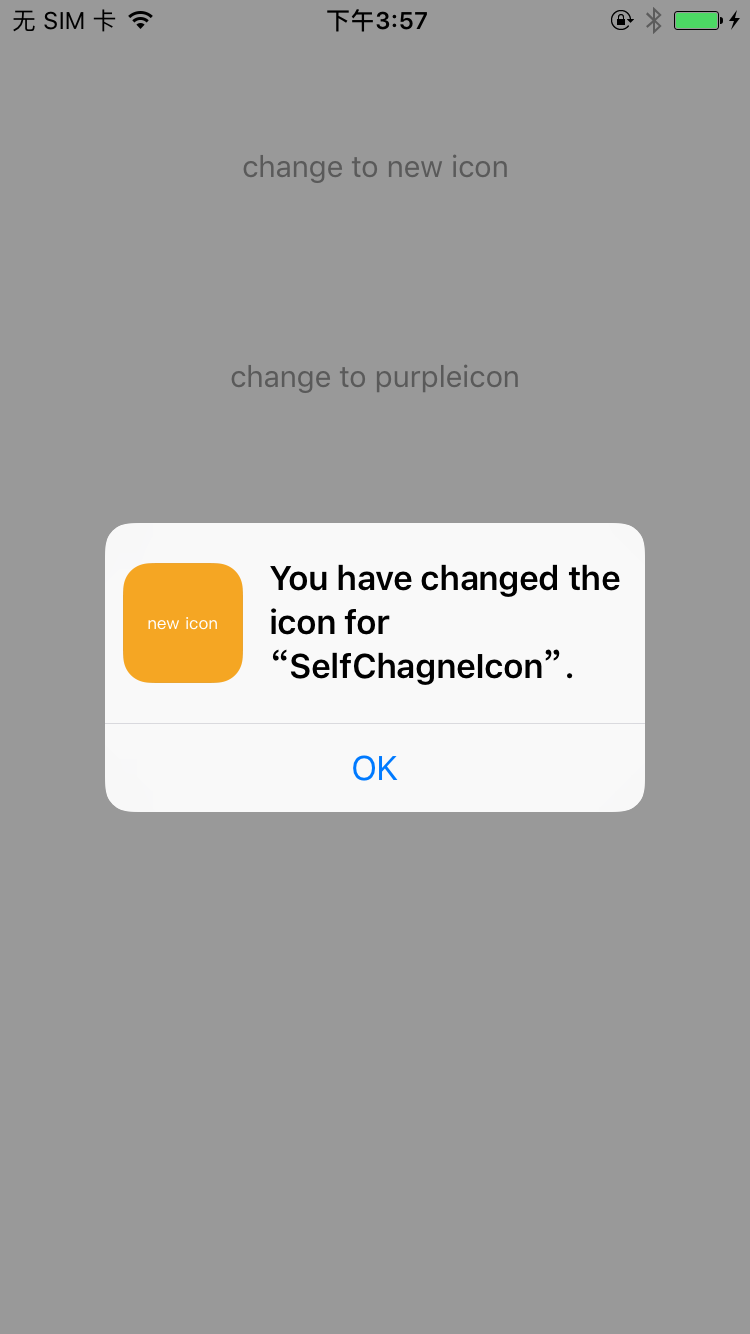 无 SIM 卡 下午3:57
change to new icon
change to purpleicon
new icon
You have changed the
icon for
“SelfChagneIcon”.
OK